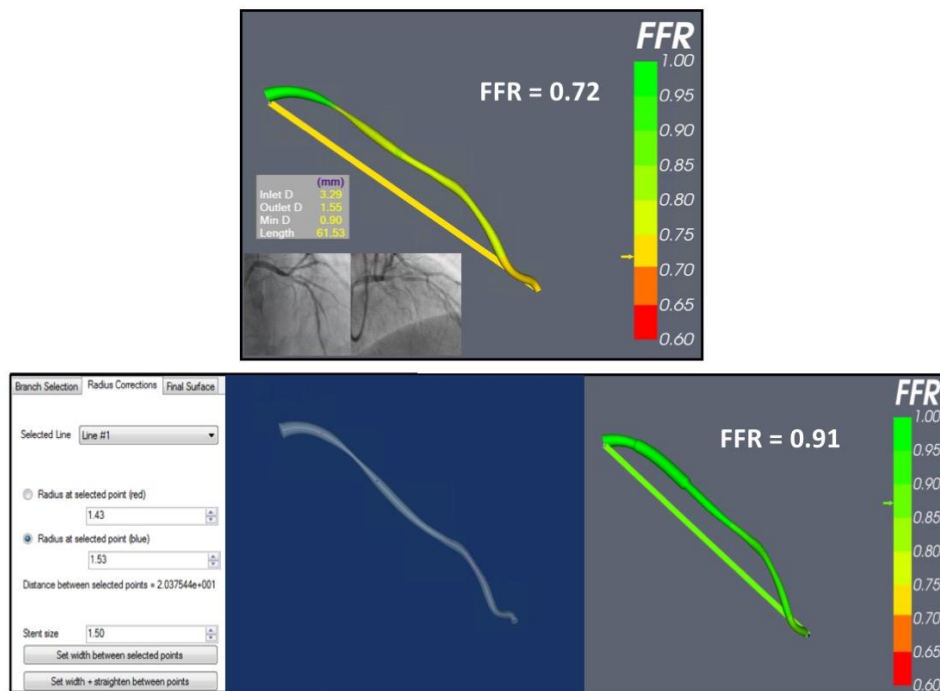 FFR
FFR = 0.72
1.00
0.95
0.90
0.85
0.80
0.75
0.70
0.65
0.60
(mm)
Inlet D 3.29
Outlet D 1.55
Min D 0.90
Length 61.53
Branch Selection Radius Corrections Final Surface
Selected Line Line #1
Radius at selected point (red)
1.43
Radius at selected point (blue)
1.53
Distance between selected points = 2.037544e+001
Stent size 1.50
Set width between selected points
Set width + straighten between points
FFR
FFR = 0.91
1.00
0.95
0.90
0.85
0.80
0.75
0.70
0.65
0.60